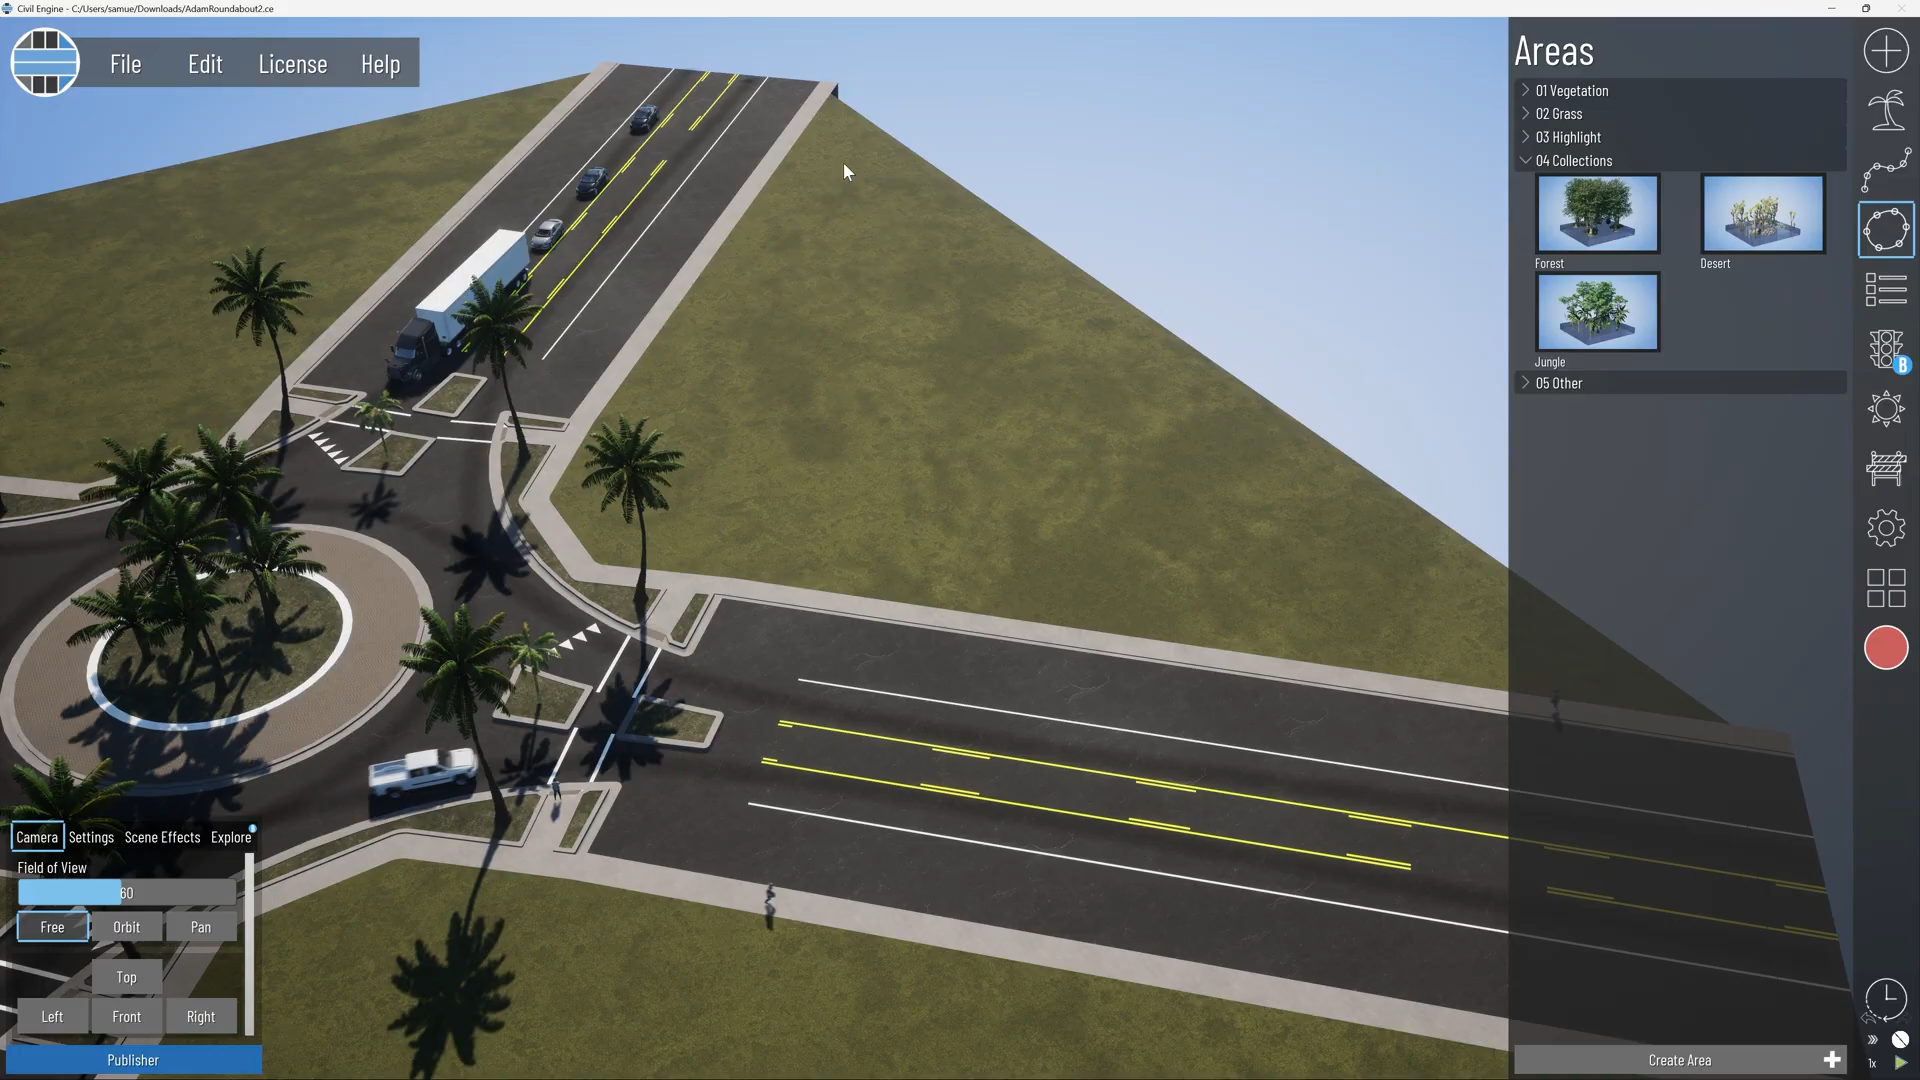 Civil Engine - C:/Users/samue/Downloads/AdamRoundabout2.ce
File Edit License Help
Areas
01 Vegetation
02 Grass
03 Highlight
04 Collections
Forest Desert
Jungle
05 Other
B
Camera Settings Scene Effects Explore
Field of View
60
Free Orbit Pan
Top
Left Front Right
Publisher
Create Area
1x